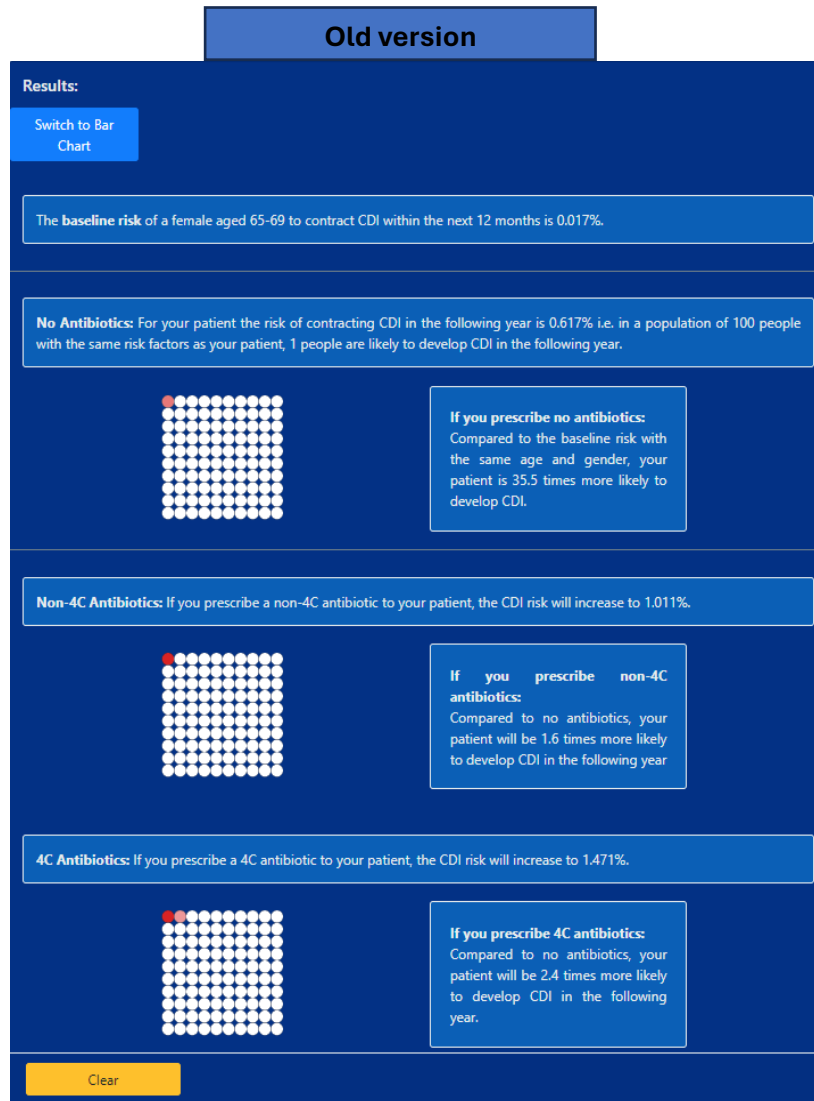 Old version
Results:
Switch to Bar
Chart
The baseline risk of a female aged 65-69 to contract CDI within the next 12 months is 0.017%.
No Antibiotics: For your patient the risk of contracting CDI in the following year is 0.617% i.e. in a population of 100 people
with the same risk factors as your patient, 1 people are likely to develop CDI in the following year.
If you prescribe no antibiotics:
Compared to the baseline risk with
the same age and gender, your
patient is 35.5 times more likely to
develop CDI.
Non-4C Antibiotics: If you prescribe a non-4C antibiotic to your patient, the CDI risk will increase to 1.011%.
If you prescribe non-4C
antibiotics:
Compared to no antibiotics, your
patient will be 1.6 times more likely
to develop CDI in the following year
4C Antibiotics: If you prescribe a 4C antibiotic to your patient, the CDI risk will increase to 1.471%.
If you prescribe 4C antibiotics:
Compared to no antibiotics, your
patient will be 2.4 times more likely
to develop CDI in the following
year.
Clear